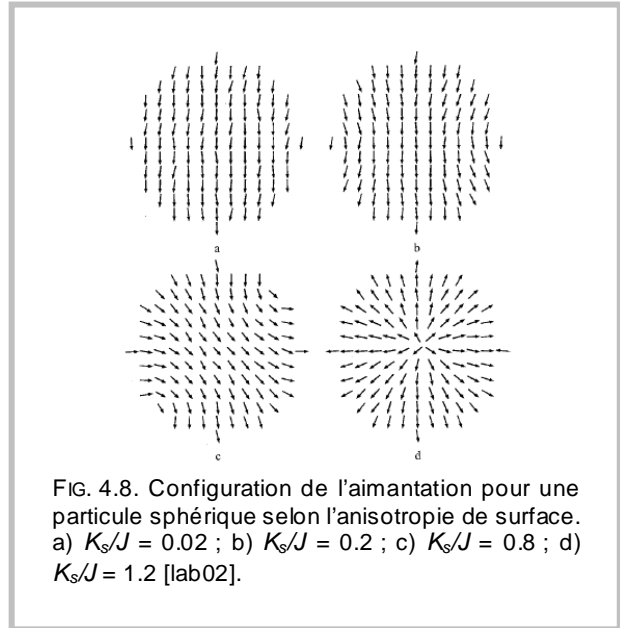 a
b
c
d
FIG. 4.8. Configuration de l'aimantation pour une
particule sphérique selon l'anisotropie de surface.
a) Ks/J = 0.02 ; b) Ks/J = 0.2 ; c) Ks/J = 0.8 ; d)
Ks/J = 1.2 [lab02].